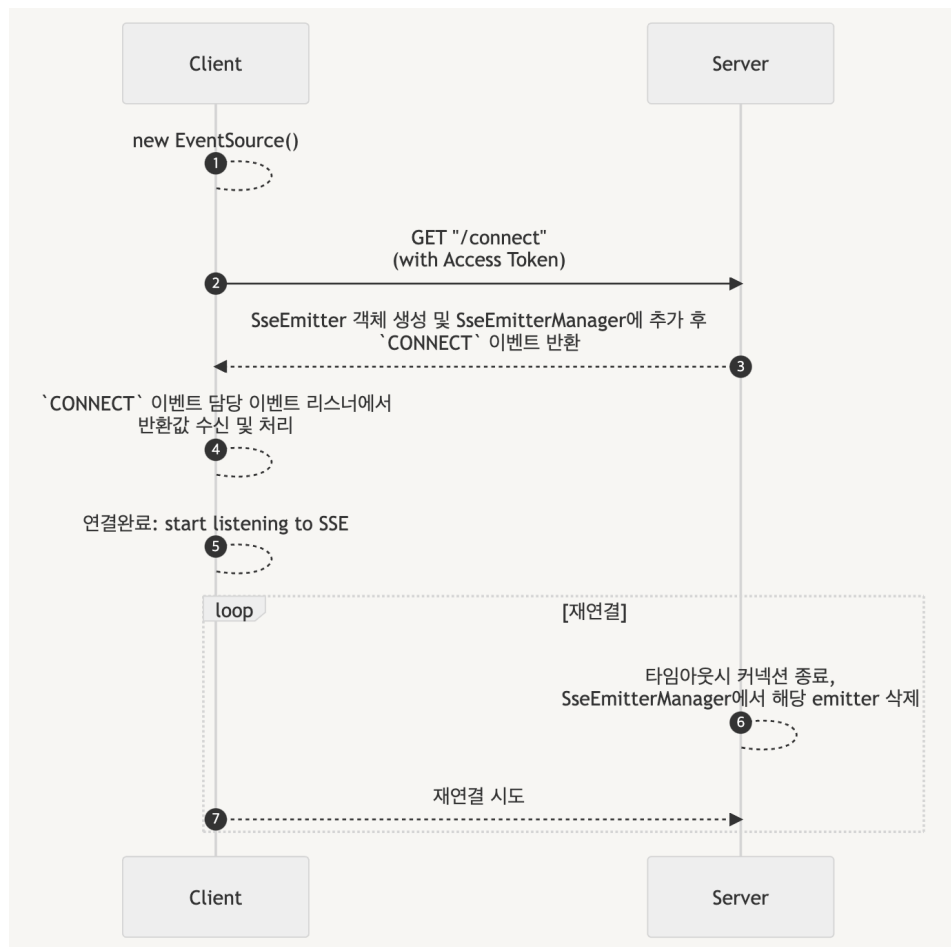 Client
Server
new EventSource()
1
GET "/connect"
(with Access Token)
2
SseEmitter 객체 생성 및 SseEmitterManager에 추가 후
`CONNECT` 이벤트 반환
3
`CONNECT` 이벤트 담당 이벤트 리스너에서
반환값 수신 및 처리
4
연결완료: start listening to SSE
5
loop
[재연결]
타임아웃시 커넥션 종료,
SseEmitterManager에서 해당 emitter 삭제
6
재연결 시도
7
Client
Server